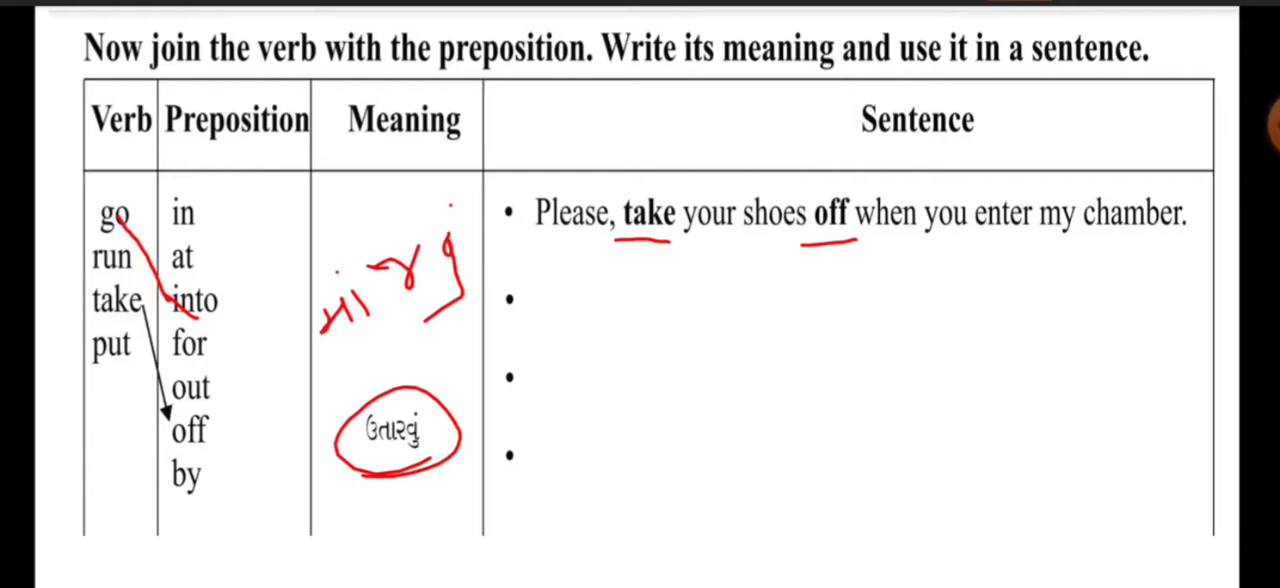 Now join the verb with the preposition. Write its meaning and use it in a sentence.
Verb Preposition Meaning Sentence
go in • Please, take your shoes off when you enter my chamber.
run at
take into
put for
out
off ઉતારવું
by